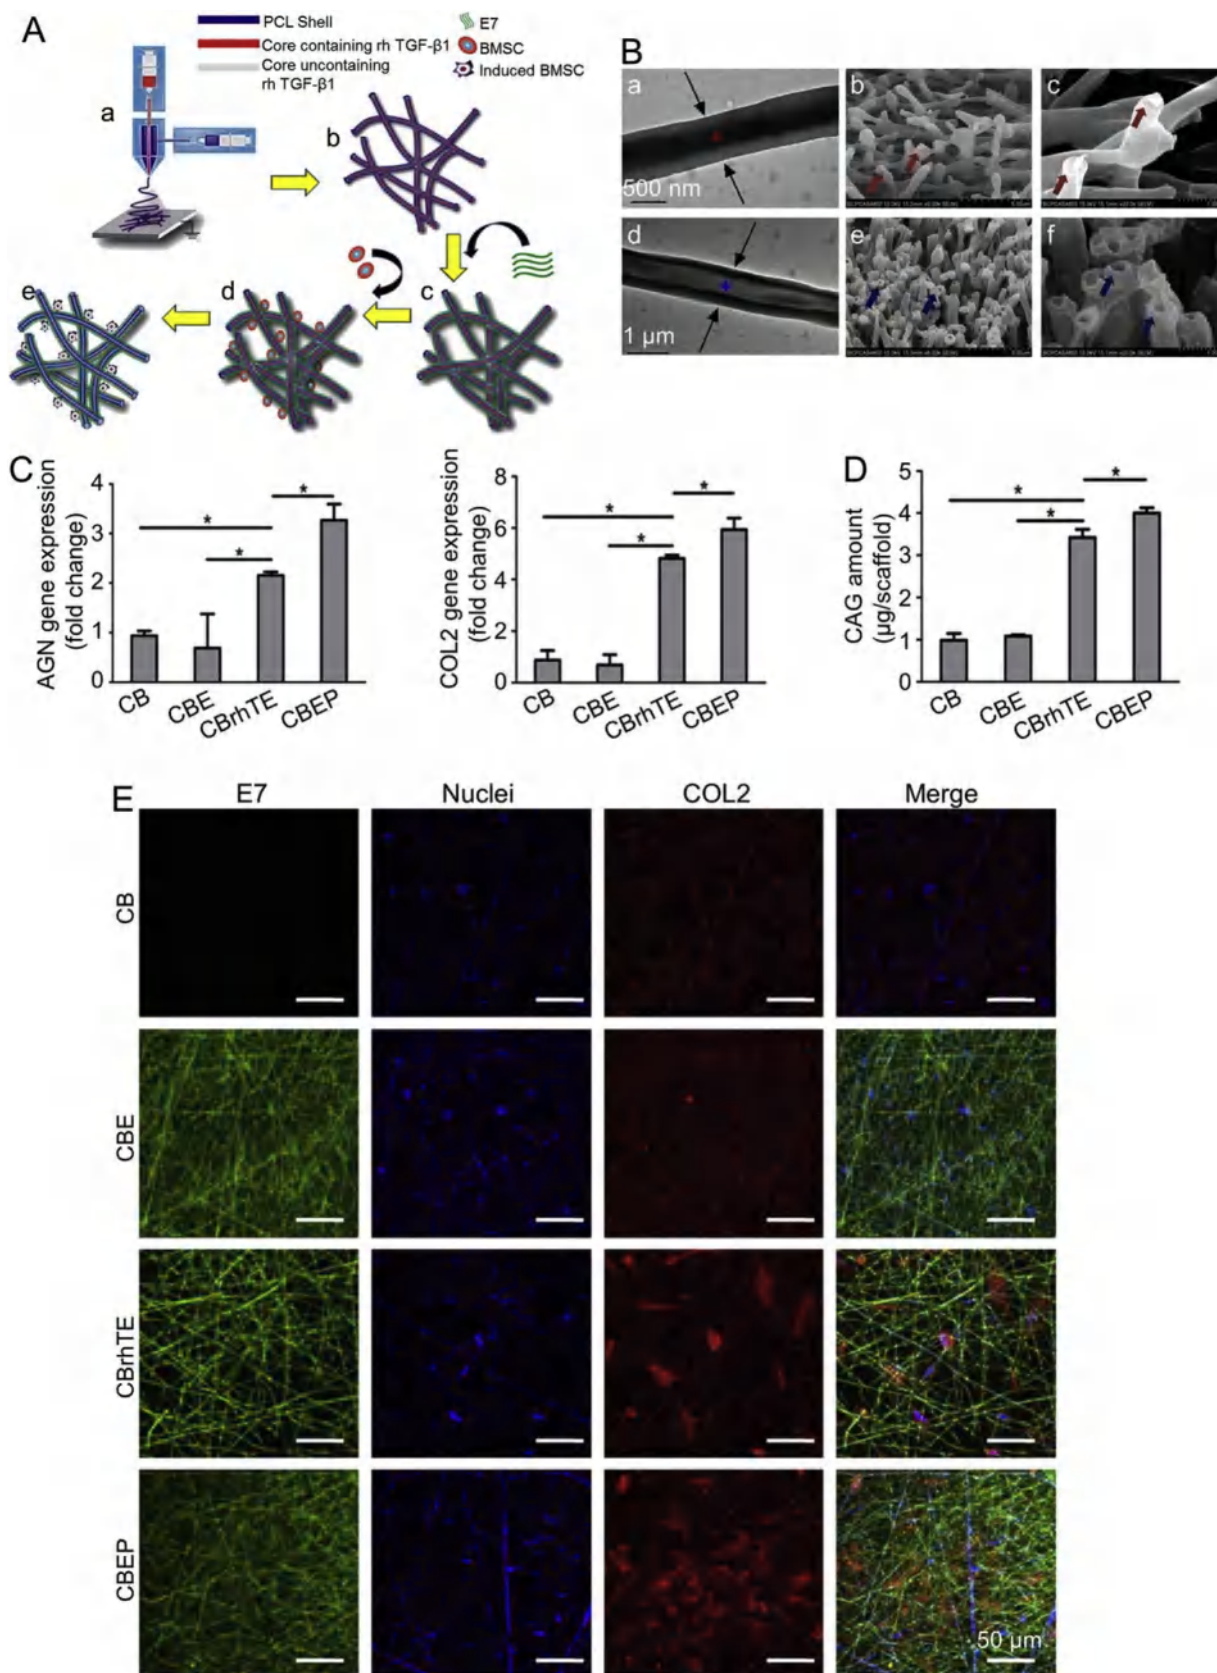 A
PCL Shell
Core containing rh TGF-β1
Core uncontaining
rh TGF-β1
E7
BMSC
Induced BMSC
a
b
c
d
e
B
a
500 nm
b
c
d
1 μm
e
f
C
AGN gene expression
(fold change)
4
3
2
1
0
*
*
*
CB
CBE
CBrhTE
CBEP
COL2 gene expression
(fold change)
8
6
4
2
0
*
*
*
CB
CBE
CBrhTE
CBEP
D
CAG amount
(μg/scaffold)
5
4
3
2
1
0
*
*
*
CB
CBE
CBrhTE
CBEP
E
E7
Nuclei
COL2
Merge
CB
CBE
CBrhTE
CBEP
50 μm